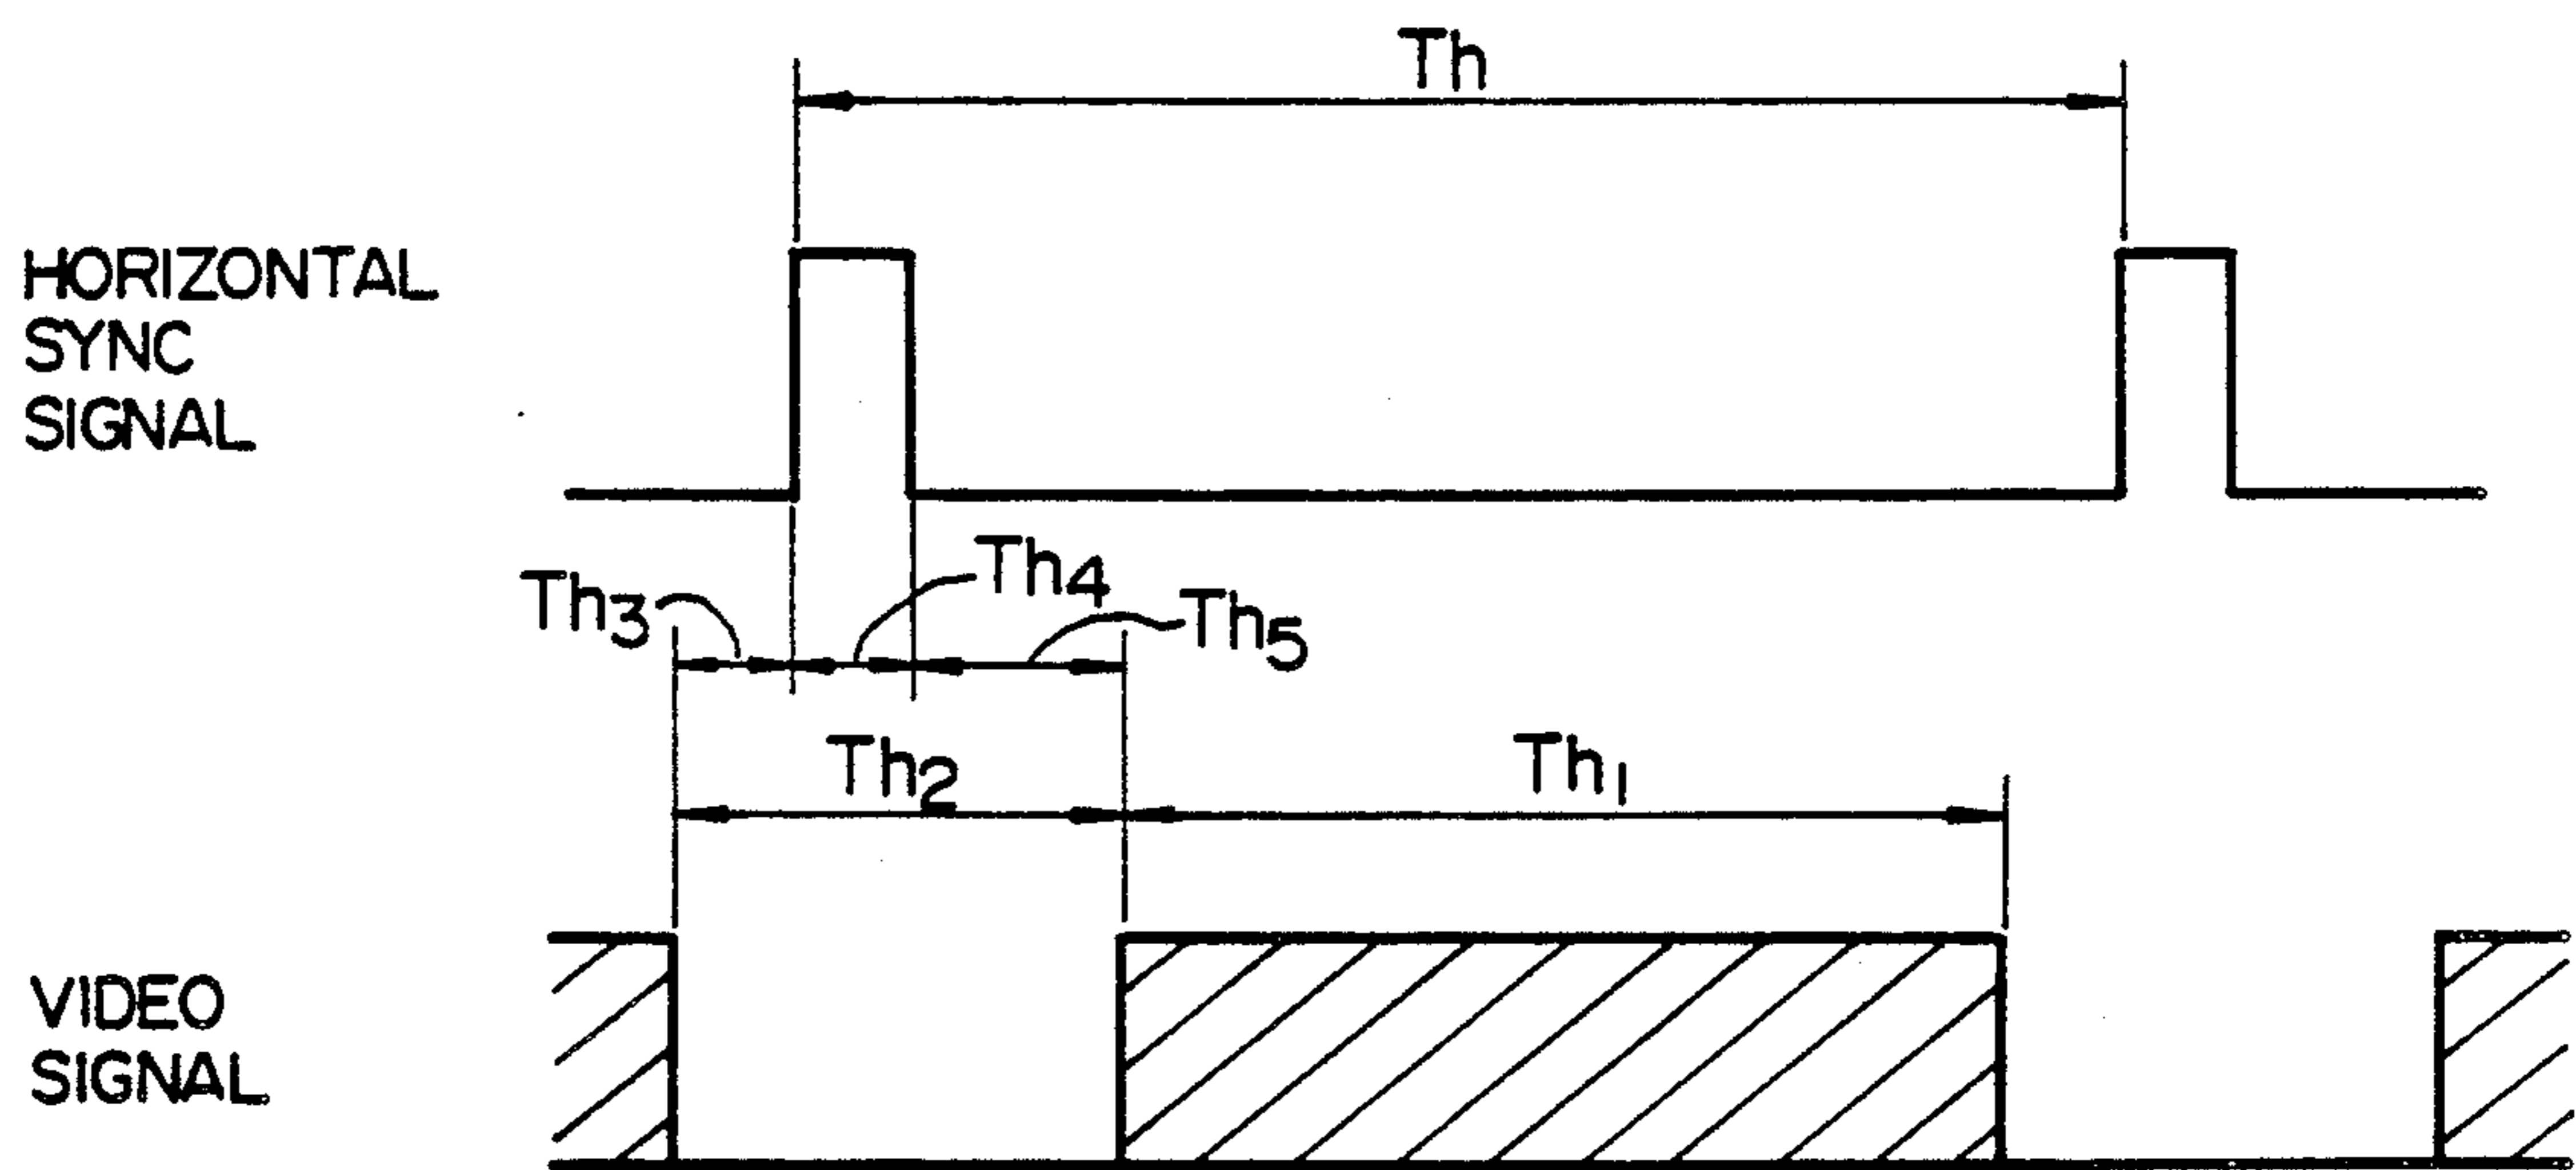 Th
HORIZONTAL
SYNC
SIGNAL
Th4
Th3
Th5
Th2
Th1
VIDEO
SIGNAL